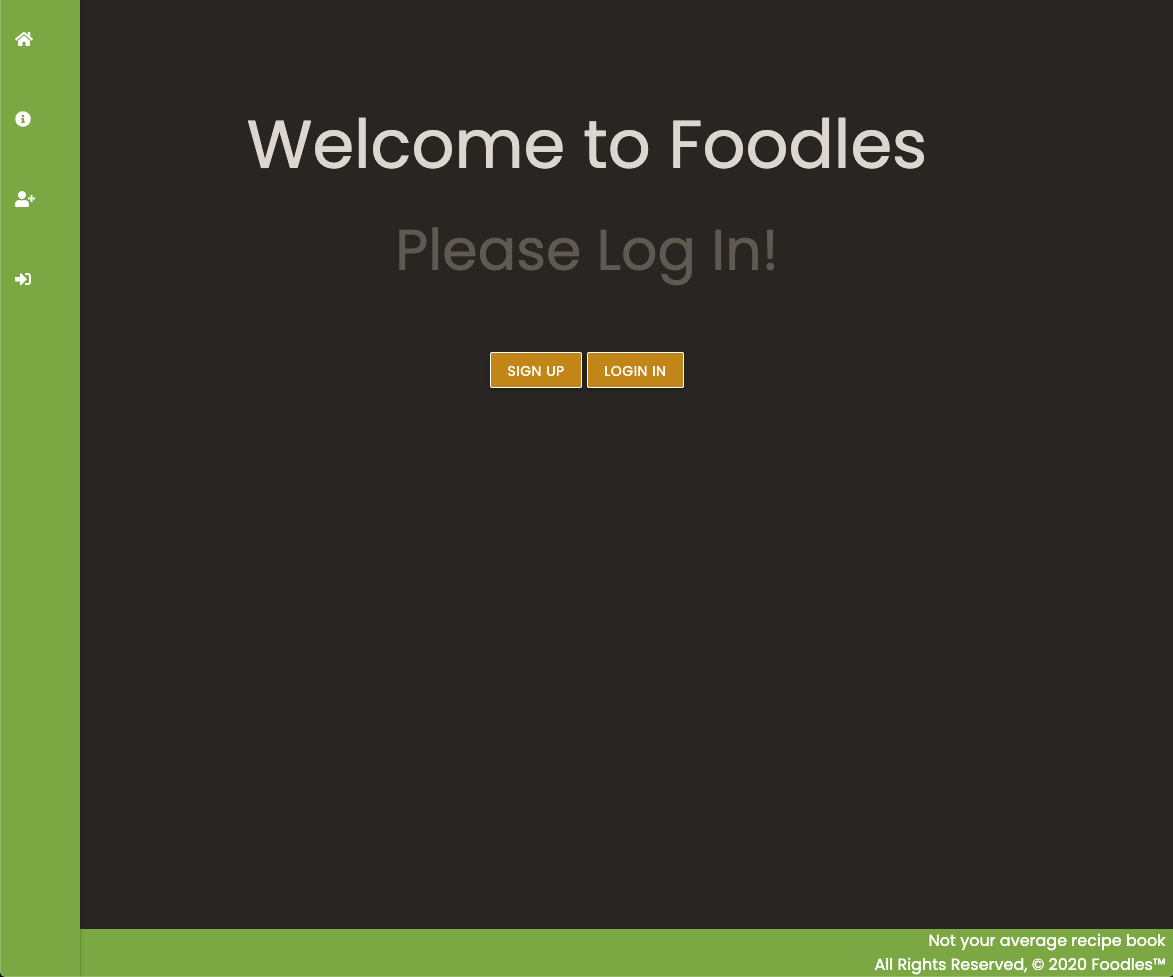 Welcome to Foodles
Please Log In!
SIGN UP LOGIN IN
Not your average recipe book
All Rights Reserved, © 2020 Foodles™